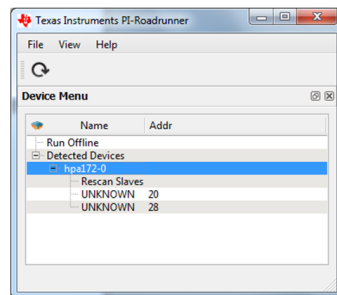 Texas Instruments PI-Roadrunner
File View Help
Device Menu
Name Addr
Run Offline
Detected Devices
hpa172-0
Rescan Slaves
UNKNOWN 20
UNKNOWN 28